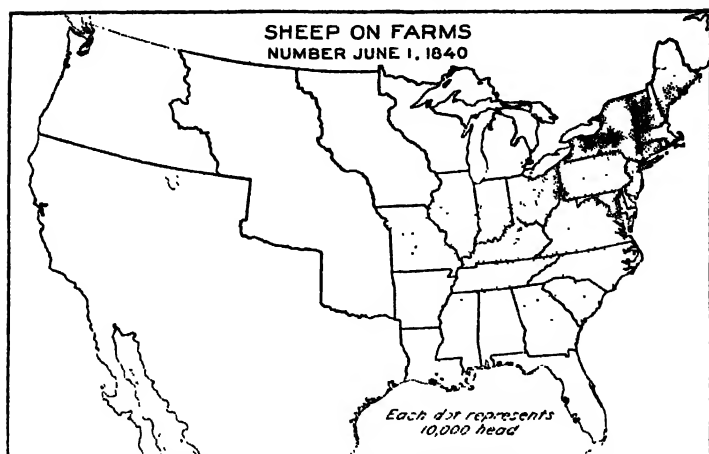 SHEEP ON FARMS
NUMBER JUNE 1, 1840
Each dot represents
10,000 head